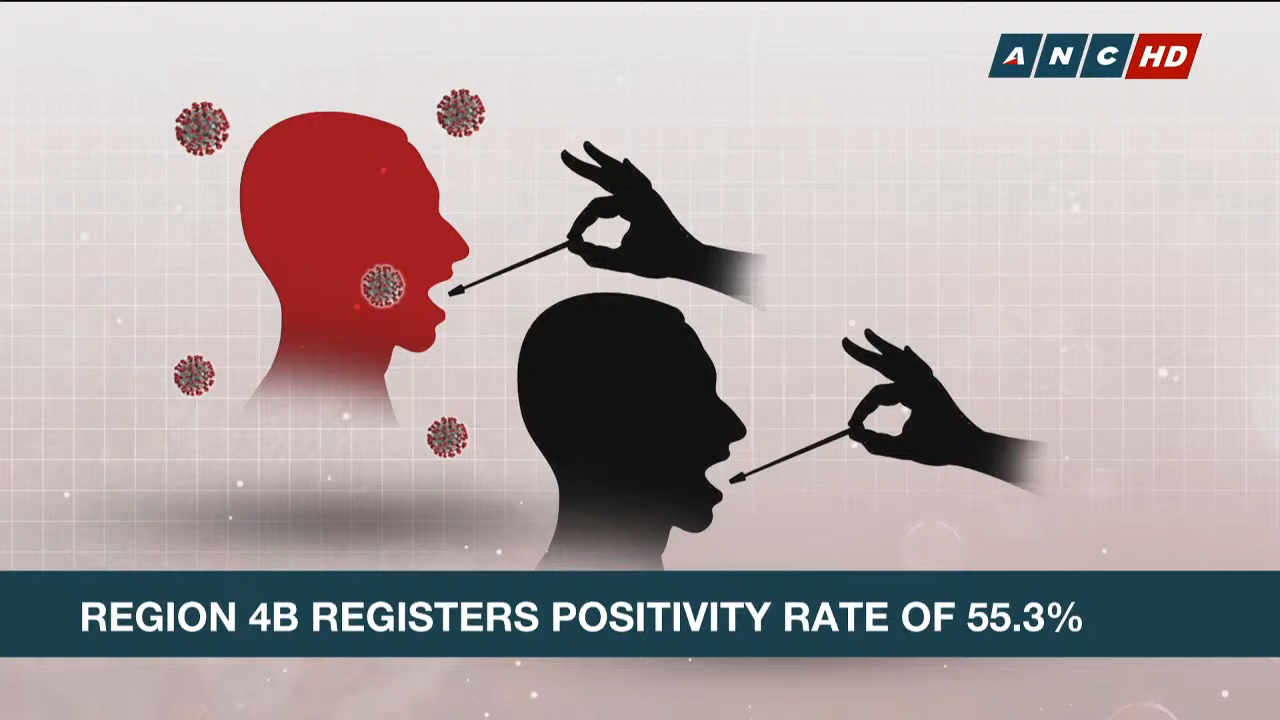 ANC HD
REGION 4B REGISTERS POSITIVITY RATE OF 55.3%